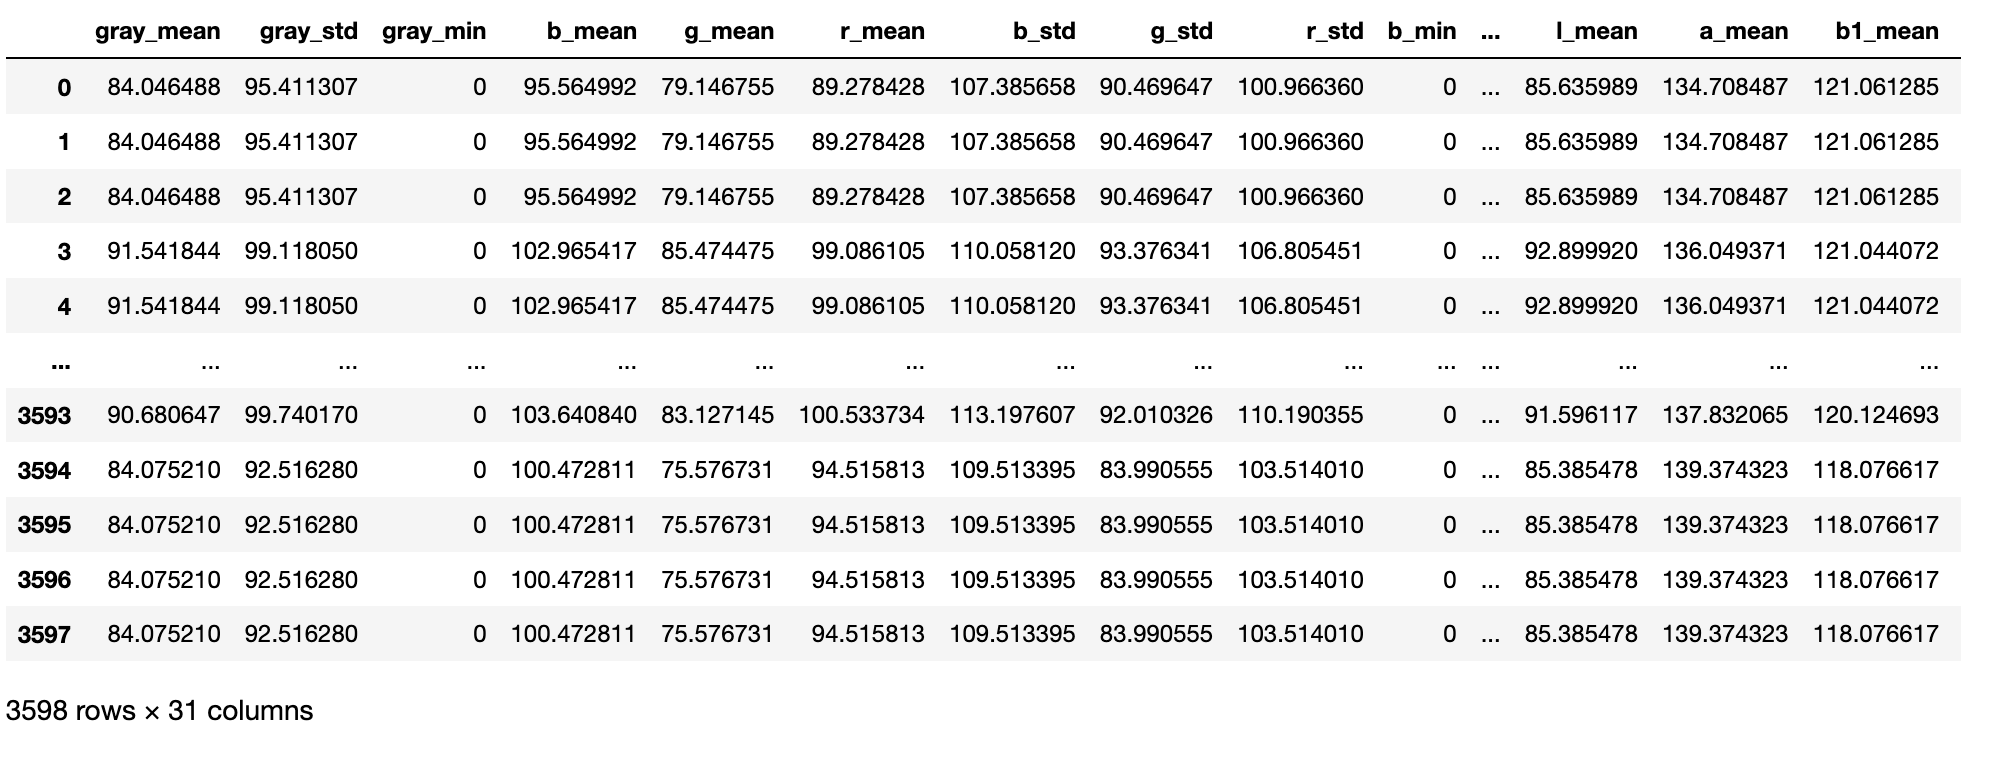 gray_mean gray_std gray_min b_mean g_mean r_mean b_std g_std r_std b_min ... l_mean a_mean b1_mean
0 84.046488 95.411307 0 95.564992 79.146755 89.278428 107.385658 90.469647 100.966360 0 ... 85.635989 134.708487 121.061285
1 84.046488 95.411307 0 95.564992 79.146755 89.278428 107.385658 90.469647 100.966360 0 ... 85.635989 134.708487 121.061285
2 84.046488 95.411307 0 95.564992 79.146755 89.278428 107.385658 90.469647 100.966360 0 ... 85.635989 134.708487 121.061285
3 91.541844 99.118050 0 102.965417 85.474475 99.086105 110.058120 93.376341 106.805451 0 ... 92.899920 136.049371 121.044072
4 91.541844 99.118050 0 102.965417 85.474475 99.086105 110.058120 93.376341 106.805451 0 ... 92.899920 136.049371 121.044072
... ... ... ... ... ... ... ... ... ... ... ... ... ... ...
3593 90.680647 99.740170 0 103.640840 83.127145 100.533734 113.197607 92.010326 110.190355 0 ... 91.596117 137.832065 120.124693
3594 84.075210 92.516280 0 100.472811 75.576731 94.515813 109.513395 83.990555 103.514010 0 ... 85.385478 139.374323 118.076617
3595 84.075210 92.516280 0 100.472811 75.576731 94.515813 109.513395 83.990555 103.514010 0 ... 85.385478 139.374323 118.076617
3596 84.075210 92.516280 0 100.472811 75.576731 94.515813 109.513395 83.990555 103.514010 0 ... 85.385478 139.374323 118.076617
3597 84.075210 92.516280 0 100.472811 75.576731 94.515813 109.513395 83.990555 103.514010 0 ... 85.385478 139.374323 118.076617
3598 rows × 31 columns